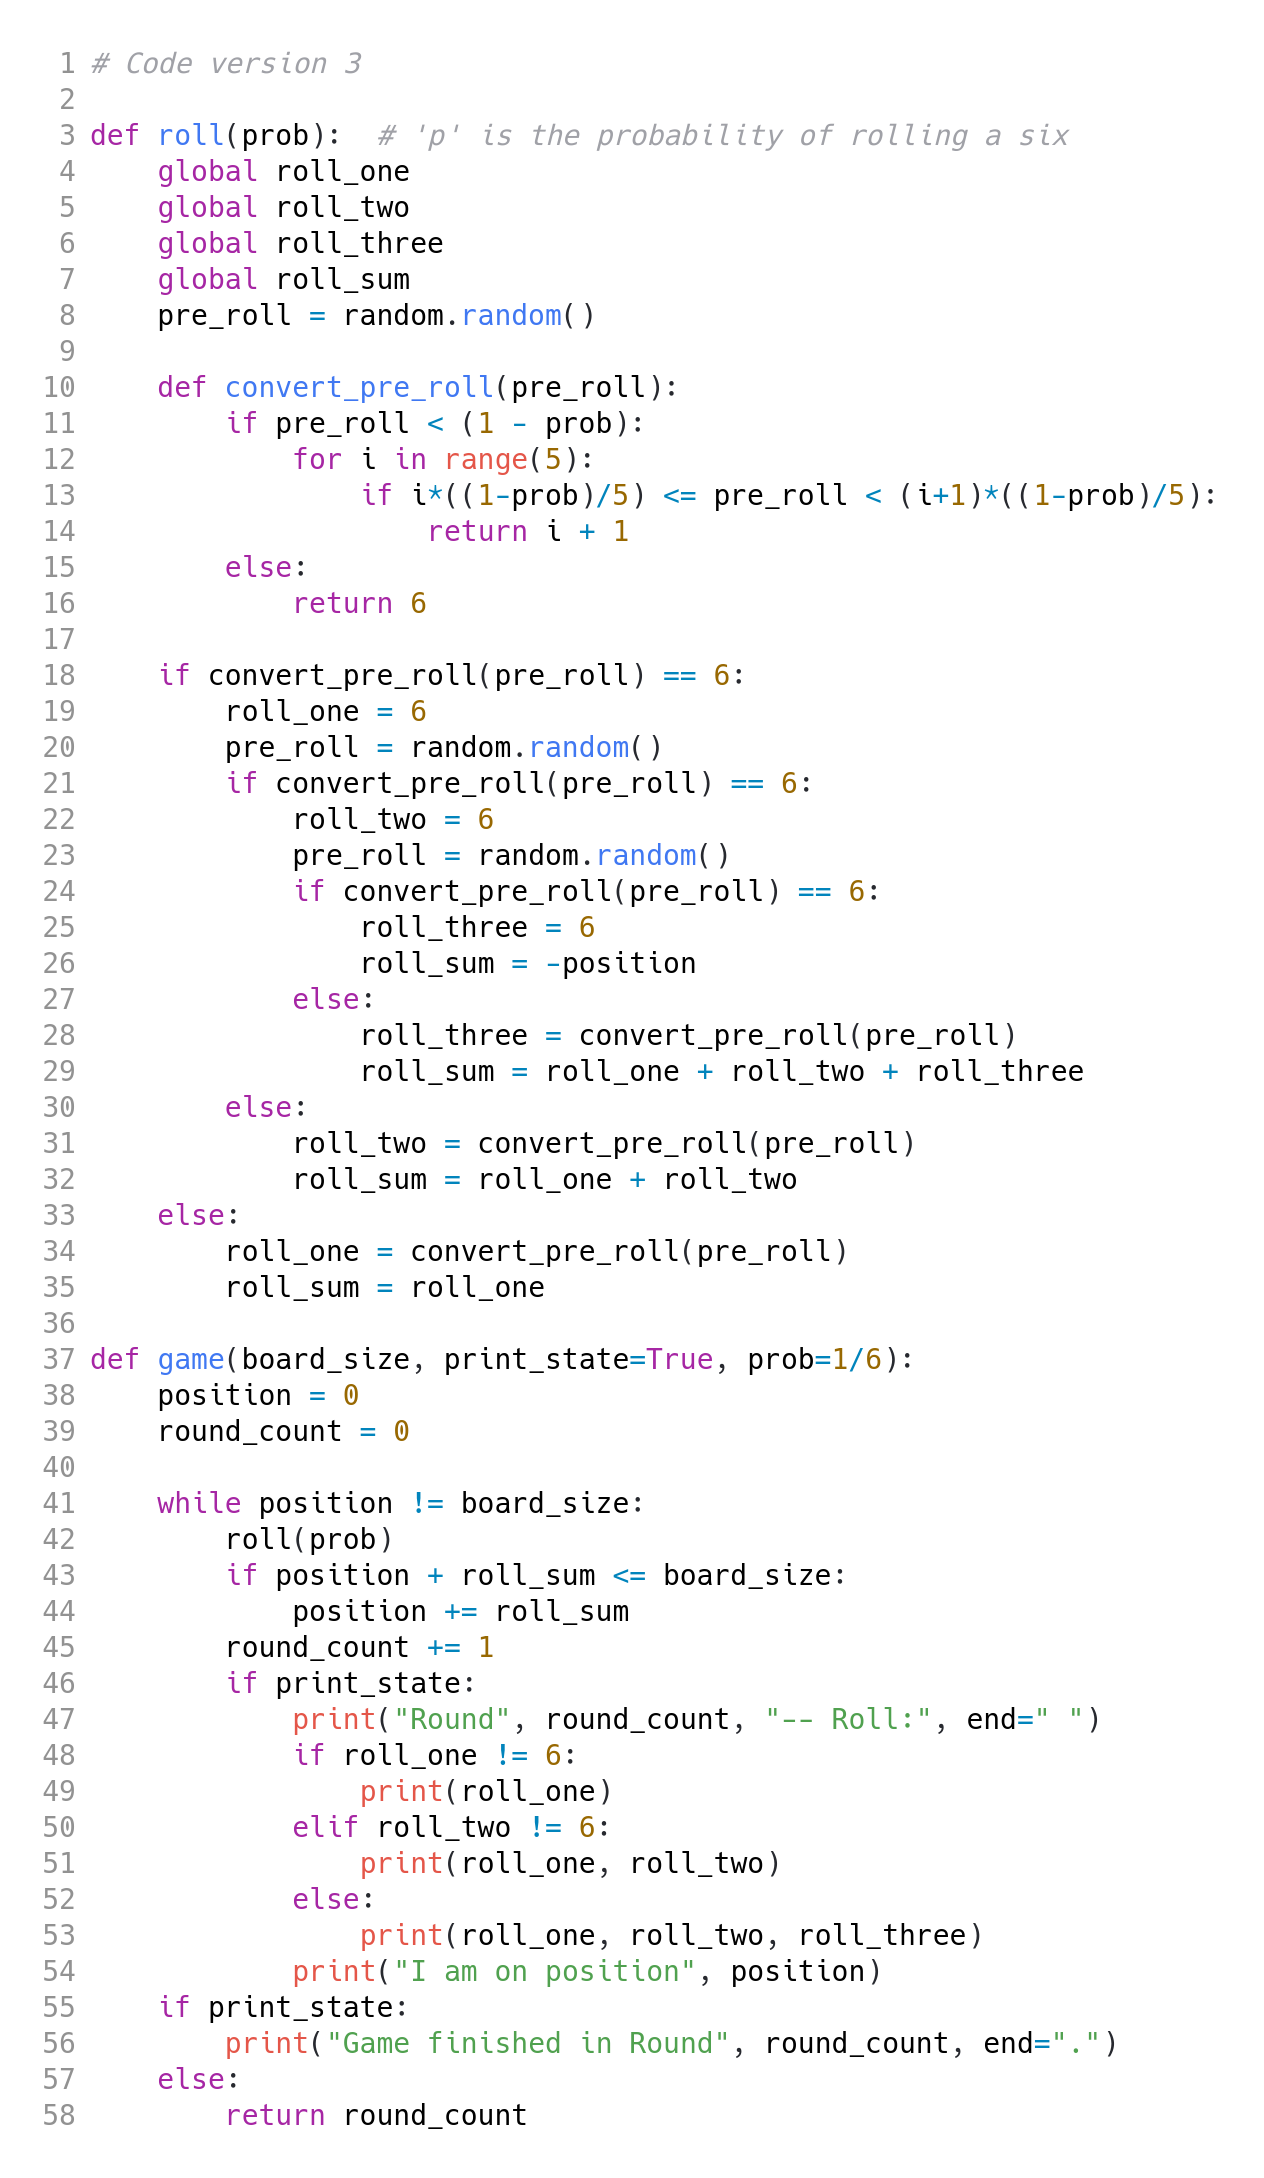 1 # Code version 3
2
3 def roll(prob):  # 'p' is the probability of rolling a six
4     global roll_one
5     global roll_two
6     global roll_three
7     global roll_sum
8     pre_roll = random.random()
9
10     def convert_pre_roll(pre_roll):
11         if pre_roll < (1 - prob):
12             for i in range(5):
13                 if i*((1-prob)/5) <= pre_roll < (i+1)*((1-prob)/5):
14                     return i + 1
15         else:
16             return 6
17
18     if convert_pre_roll(pre_roll) == 6:
19         roll_one = 6
20         pre_roll = random.random()
21         if convert_pre_roll(pre_roll) == 6:
22             roll_two = 6
23             pre_roll = random.random()
24             if convert_pre_roll(pre_roll) == 6:
25                 roll_three = 6
26                 roll_sum = -position
27             else:
28                 roll_three = convert_pre_roll(pre_roll)
29                 roll_sum = roll_one + roll_two + roll_three
30         else:
31             roll_two = convert_pre_roll(pre_roll)
32             roll_sum = roll_one + roll_two
33     else:
34         roll_one = convert_pre_roll(pre_roll)
35         roll_sum = roll_one
36
37 def game(board_size, print_state=True, prob=1/6):
38     position = 0
39     round_count = 0
40
41     while position != board_size:
42         roll(prob)
43         if position + roll_sum <= board_size:
44             position += roll_sum
45         round_count += 1
46         if print_state:
47             print("Round", round_count, "-- Roll:", end=" ")
48             if roll_one != 6:
49                 print(roll_one)
50             elif roll_two != 6:
51                 print(roll_one, roll_two)
52             else:
53                 print(roll_one, roll_two, roll_three)
54             print("I am on position", position)
55     if print_state:
56         print("Game finished in Round", round_count, end=".")
57     else:
58         return round_count